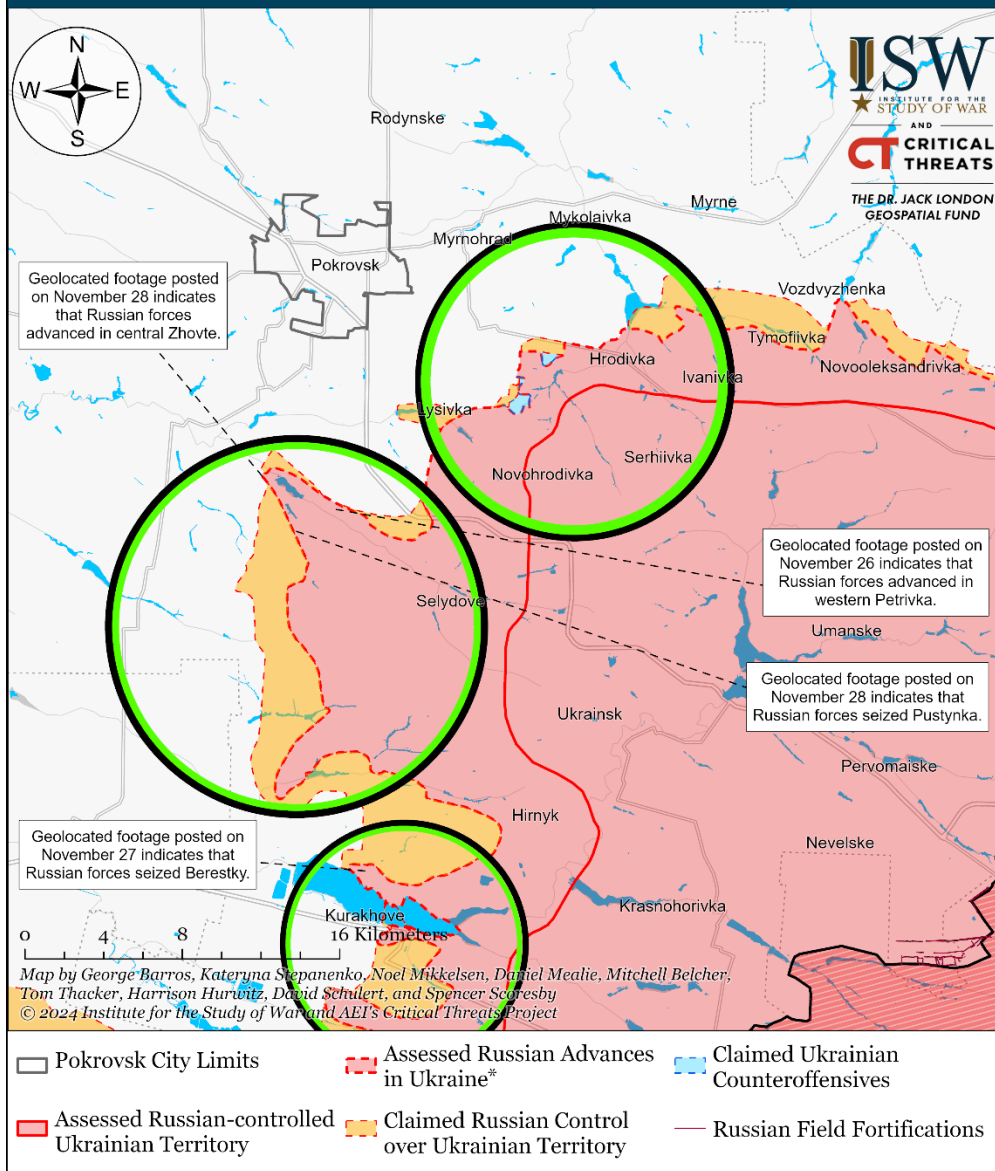 N
W E
S
ISW
INSTITUTE FOR THE
STUDY OF WAR
AND
CT CRITICAL
THREATS
THE DR. JACK LONDON
GEOSPATIAL FUND
Rodynske
Myrne
Mykolaivka
Myrnohrad
Pokrovsk
Geolocated footage posted
on November 28 indicates
that Russian forces
advanced in central Zhovte.
Vozdvyzhenka
Tymofiivka
Hrodivka
Novooleksandrivka
Ivanivka
Lysivka
Serhiivka
Novohrodivka
Geolocated footage posted on
November 26 indicates that
Russian forces advanced in
western Petrivka.
Selydove
Umanske
Geolocated footage posted on
November 28 indicates that
Russian forces seized Pustynka.
Ukrainsk
Pervomaiske
Hirnyk
Nevelske
Geolocated footage posted on
November 27 indicates that
Russian forces seized Berestky.
Krasnohorivka
Kurakhove
0 4 8 16 Kilometers
Map by George Barros, Kateryna Stepanenko, Noel Mikkelsen, Daniel Mealie, Mitchell Belcher,
Tom Thacker, Harrison Hurwitz, David Schulert, and Spencer Scoresby
© 2024 Institute for the Study of War and AEI's Critical Threats Project
Pokrovsk City Limits
Assessed Russian Advances
in Ukraine*
Claimed Ukrainian
Counteroffensives
Assessed Russian-controlled
Ukrainian Territory
Claimed Russian Control
over Ukrainian Territory
Russian Field Fortifications